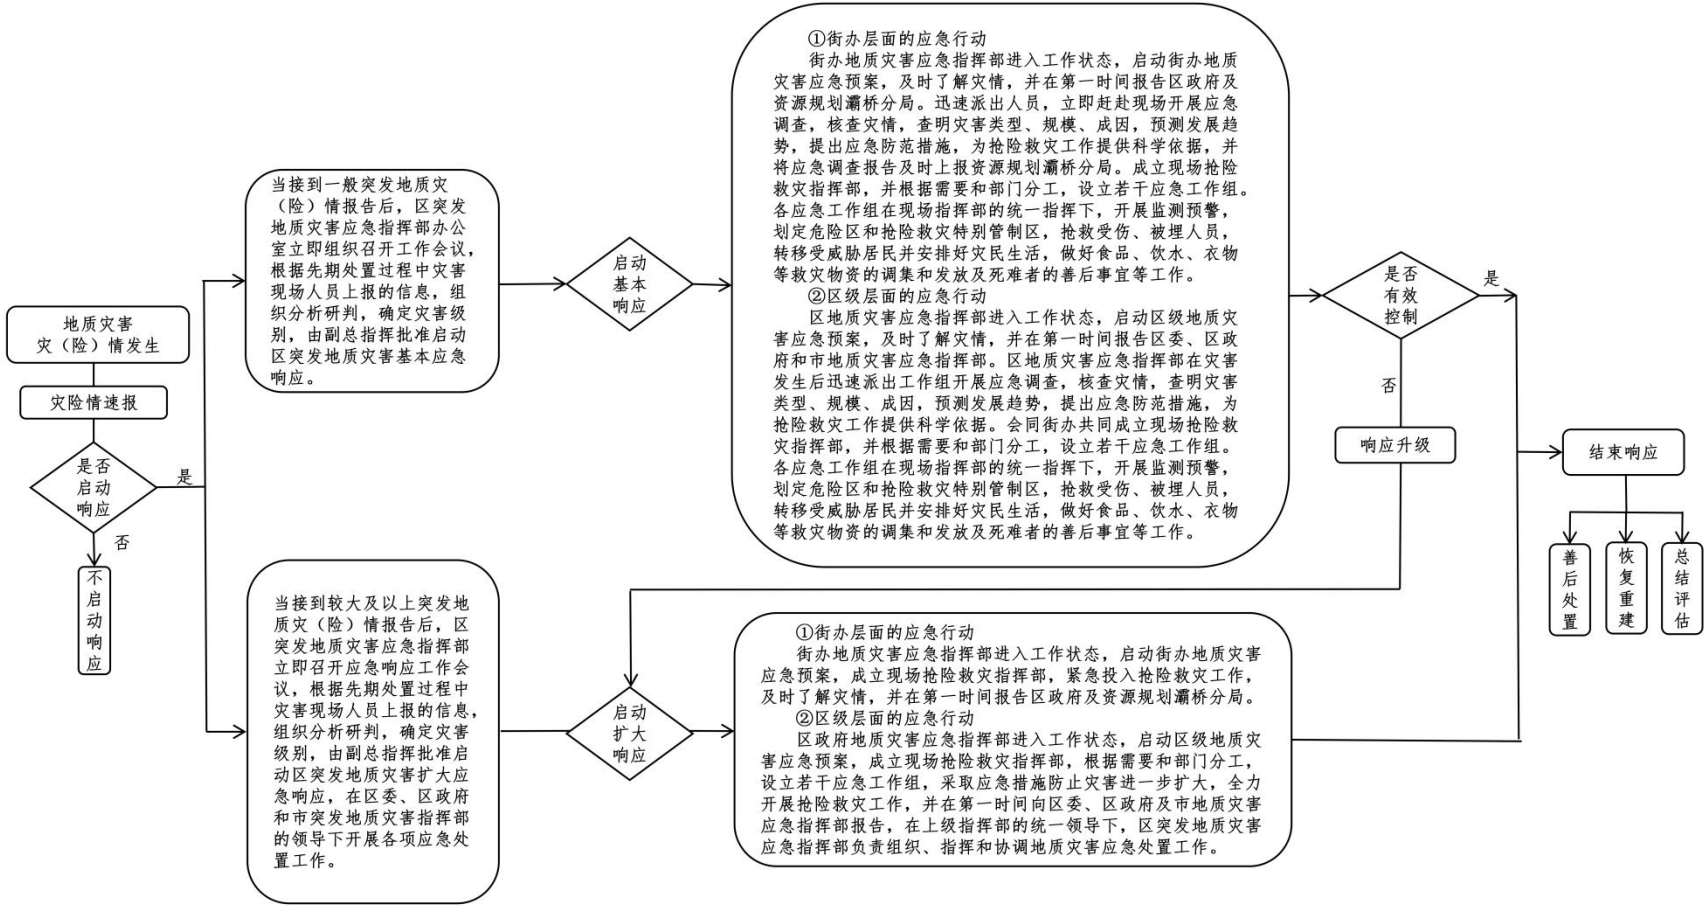 地质灾害
灾（险）情发生
灾险情速报
是否
启动
响应
是
否
不
启
动
响
应
当接到一般突发地质灾
（险）情报告后，区突发
地质灾害应急指挥部办公
室立即组织召开工作会议，
根据先期处置过程中灾害
现场人员上报的信息，组
织分析研判，确定灾害级
别，由副总指挥批准启动
区突发地质灾害基本应急
响应。
启动
基本
响应
①街办层面的应急行动
街办地质灾害应急指挥部进入工作状态，启动街办地质
灾害应急预案，及时了解灾情，并在第一时间报告区政府及
资源规划灞桥分局。迅速派出人员，立即赶赴现场开展应急
调查，核查灾情，查明灾害类型、规模、成因，预测发展趋
势，提出应急防范措施，为抢险救灾工作提供科学依据，并
将应急调查报告及时上报资源规划灞桥分局。成立现场抢险
救灾指挥部，并根据需要和部门分工，设立若干应急工作组。
各应急工作组在现场指挥部的统一指挥下，开展监测预警，
划定危险区和抢险救灾特别管制区，抢救受伤、被埋人员，
转移受威胁居民并安排好灾民生活，做好食品、饮水、衣物
等救灾物资的调集和发放及死难者的善后事宜等工作。
②区级层面的应急行动
区地质灾害应急指挥部进入工作状态，启动区级地质灾
害应急预案，及时了解灾情，并在第一时间报告区委、区政
府和市地质灾害应急指挥部。区地质灾害应急指挥部在灾害
发生后迅速派出工作组开展应急调查，核查灾情，查明灾害
类型、规模、成因，预测发展趋势，提出应急防范措施，为
抢险救灾工作提供科学依据。会同街办共同成立现场抢险救
灾指挥部，并根据需要和部门分工，设立若干应急工作组。
各应急工作组在现场指挥部的统一指挥下，开展监测预警，
划定危险区和抢险救灾特别管制区，抢救受伤、被埋人员，
转移受威胁居民并安排好灾民生活，做好食品、饮水、衣物
等救灾物资的调集和发放及死难者的善后事宜等工作。
是否
有效
控制
是
否
响应升级
当接到较大及以上突发地
质灾（险）情报告后，区
突发地质灾害应急指挥部
立即召开应急响应工作会
议，根据先期处置过程中
灾害现场人员上报的信息，
组织分析研判，确定灾害
级别，由副总指挥批准启
动区突发地质灾害扩大应
急响应，在区委、区政府
和市突发地质灾害指挥部
的领导下开展各项应急处
置工作。
启动
扩大
响应
①街办层面的应急行动
街办地质灾害应急指挥部进入工作状态，启动街办地质灾害
应急预案，成立现场抢险救灾指挥部，紧急投入抢险救灾工作，
及时了解灾情，并在第一时间报告区政府及资源规划灞桥分局。
②区级层面的应急行动
区政府地质灾害应急指挥部进入工作状态，启动区级地质灾
害应急预案，成立现场抢险救灾指挥部，根据需要和部门分工，
设立若干应急工作组，采取应急措施防止灾害进一步扩大，全力
开展抢险救灾工作，并在第一时间向区委、区政府及市地质灾害
应急指挥部报告，在上级指挥部的统一领导下，区突发地质灾害
应急指挥部负责组织、指挥和协调地质灾害应急处置工作。
结束响应
善
后
处
置
恢
复
重
建
总
结
评
估